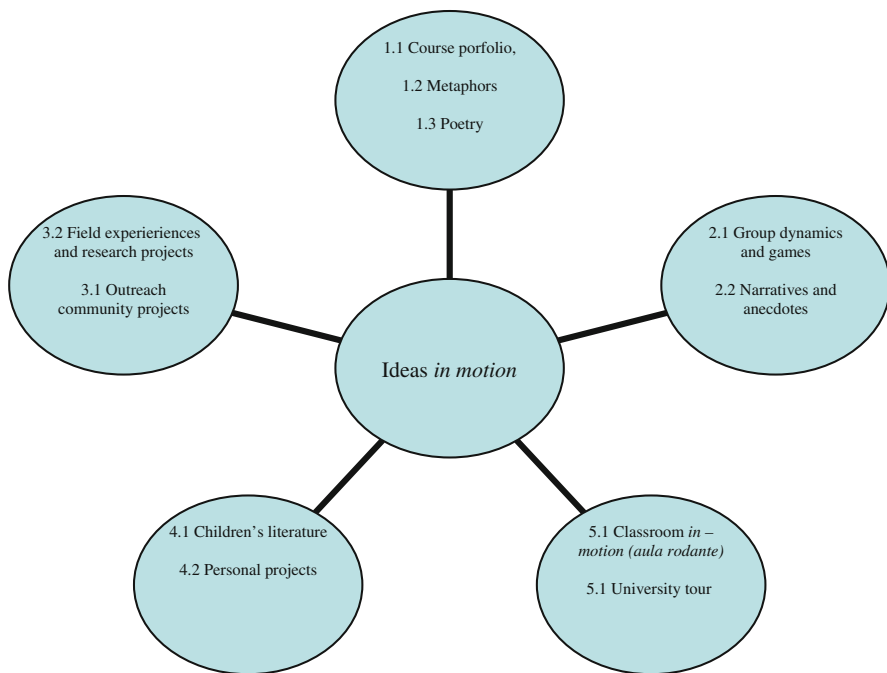 1.1 Course porfolio,
1.2 Metaphors
1.3 Poetry
3.2 Field experieriences
and research projects
3.1 Outreach
community projects
2.1 Group dynamics
and games
2.2 Narratives and
anecdotes
Ideas in motion
4.1 Children’s literature
4.2 Personal projects
5.1 Classroom in –
motion (aula rodante)
5.1 University tour